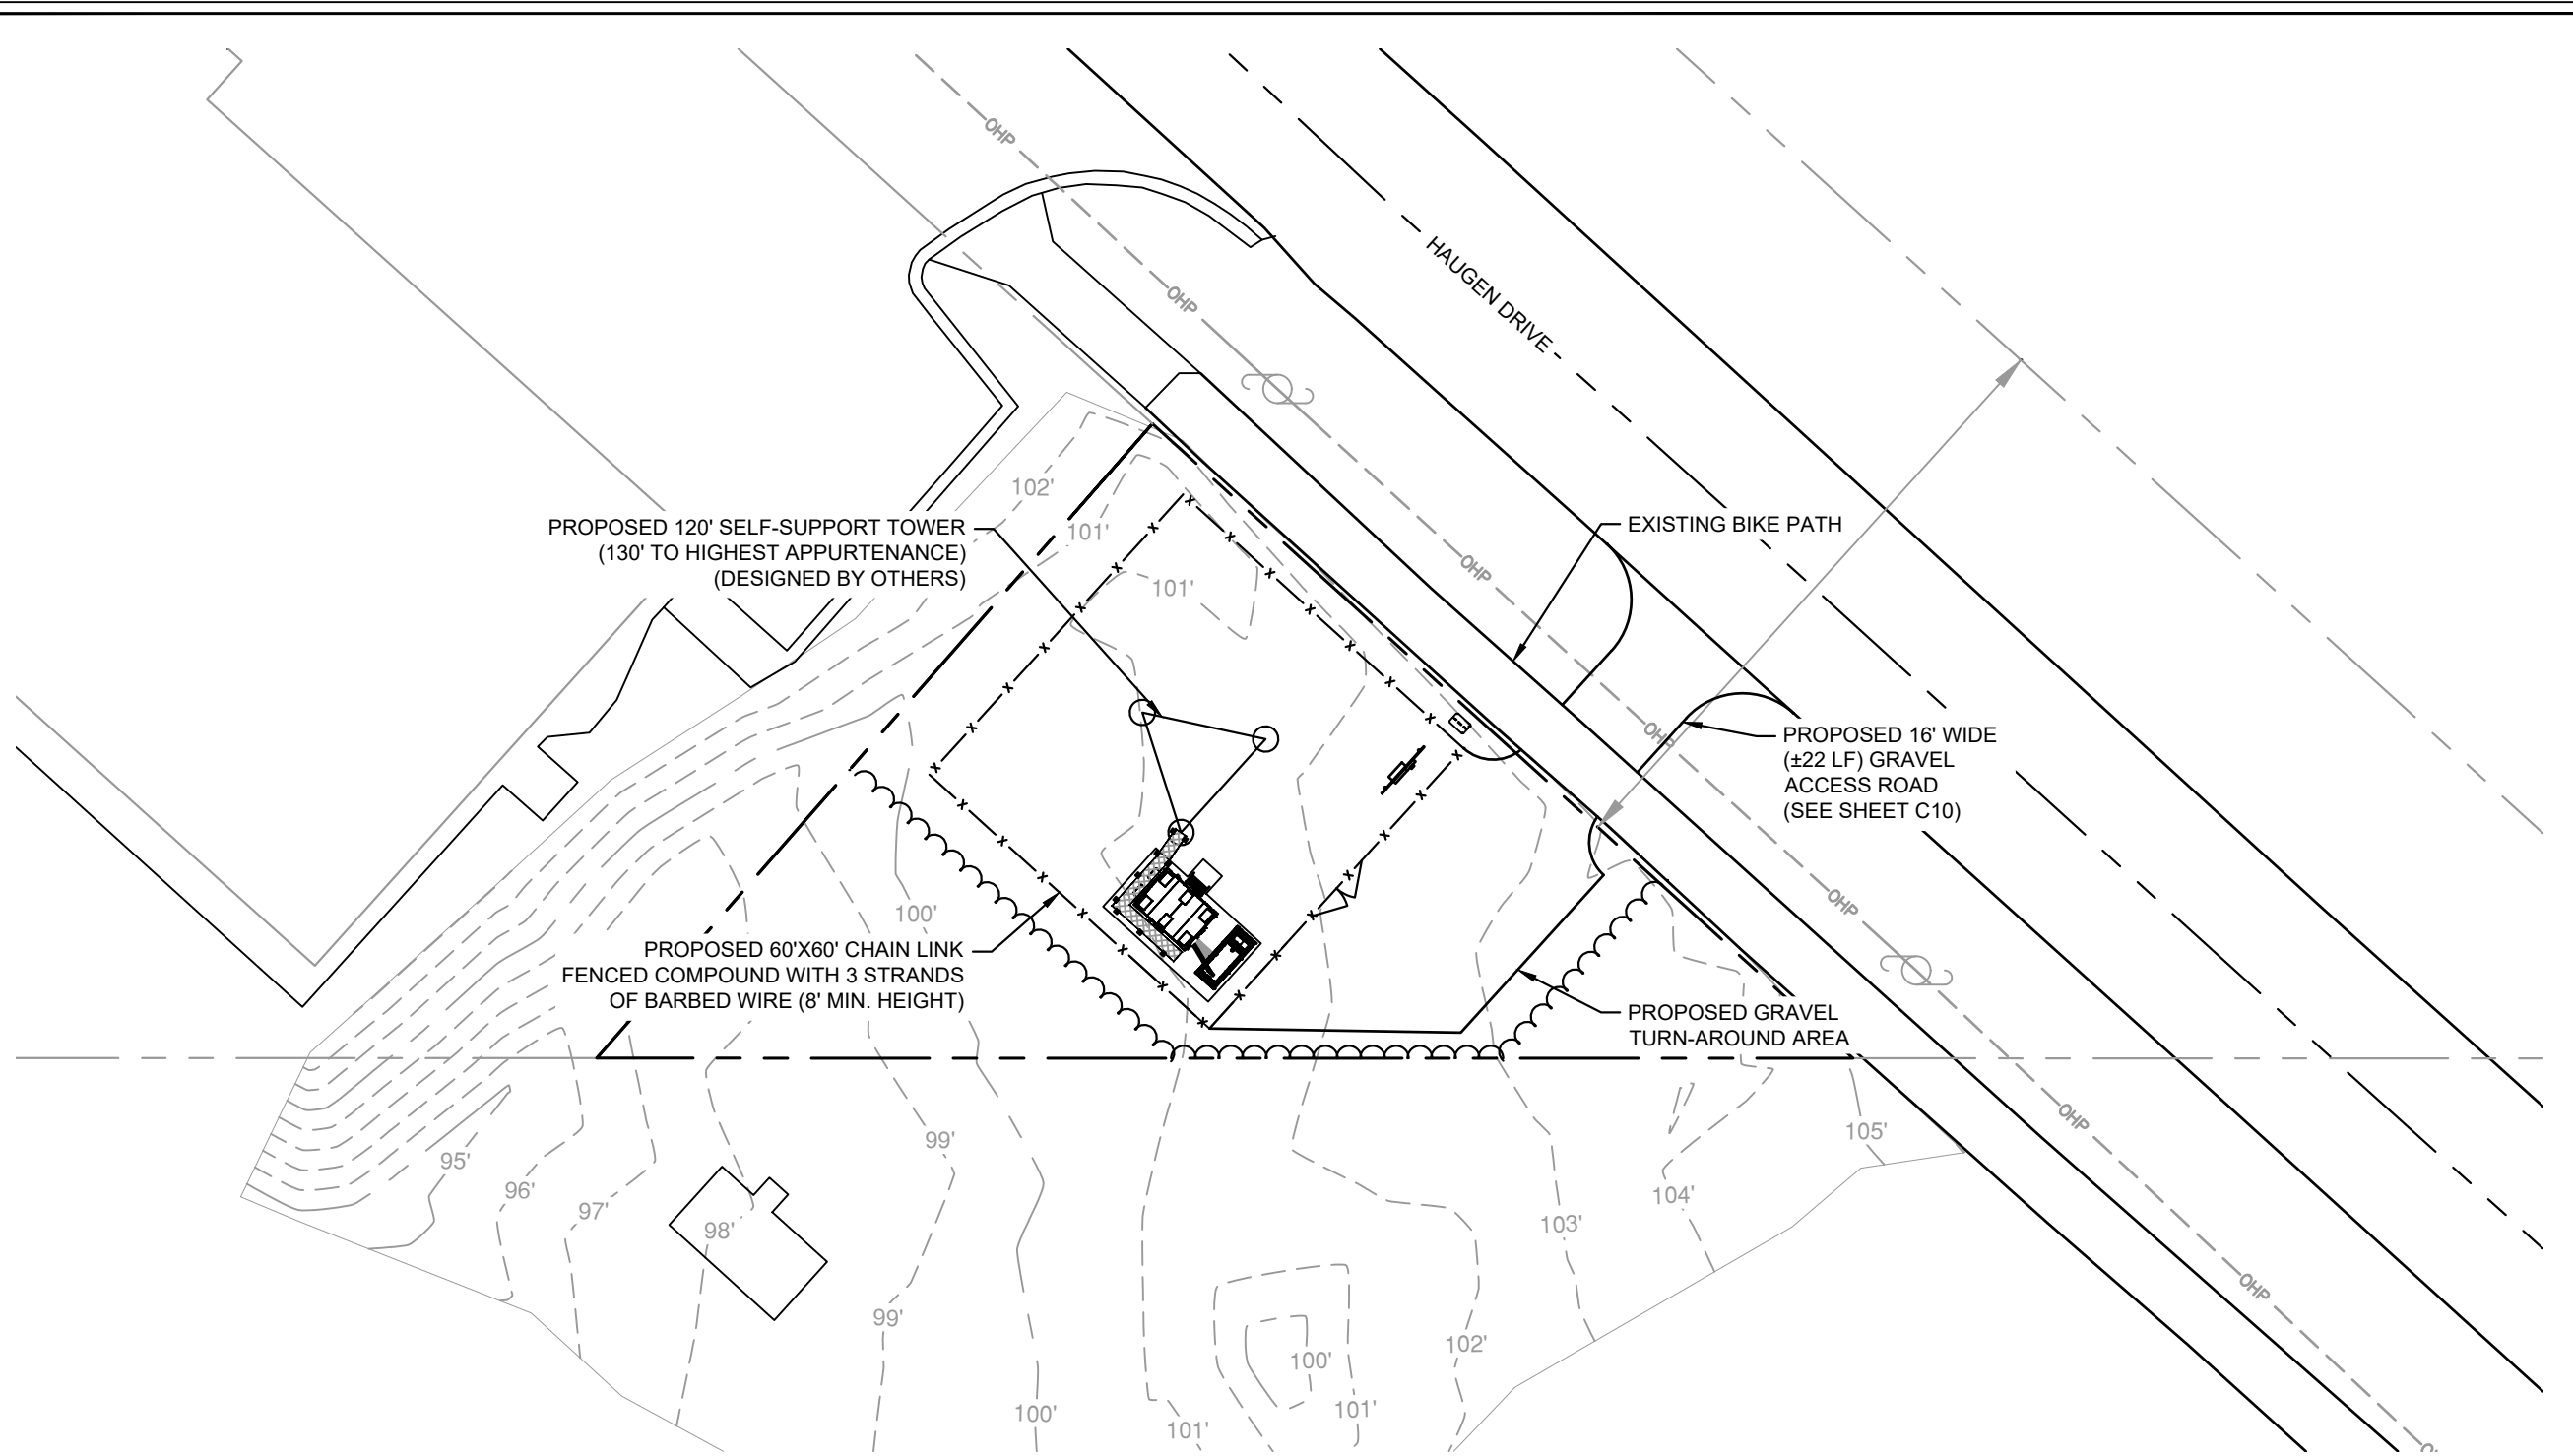 OHP
OHP
HAUGEN DRIVE
102'
PROPOSED 120' SELF-SUPPORT TOWER
(130' TO HIGHEST APPURTENANCE)
(DESIGNED BY OTHERS)
101'
101'
EXISTING BIKE PATH
OHP
OHP
PROPOSED 16' WIDE
(±22 LF) GRAVEL
ACCESS ROAD
(SEE SHEET C10)
100'
OHP
PROPOSED 60'X60' CHAIN LINK
FENCED COMPOUND WITH 3 STRANDS
OF BARBED WIRE (8' MIN. HEIGHT)
PROPOSED GRAVEL
TURN-AROUND AREA
OHP
99'
105'
95'
96'
97'
98'
104'
103'
OHP
99'
102'
100'
100'
101'
101'